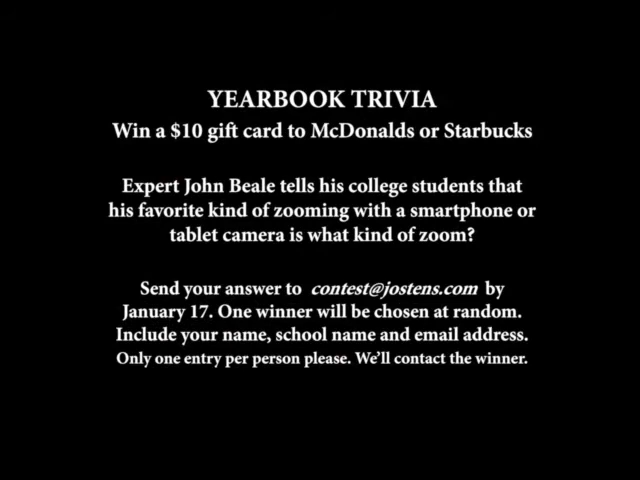 YEARBOOK TRIVIA
Win a $10 gift card to McDonalds or Starbucks
Expert John Beale tells his college students that
his favorite kind of zooming with a smartphone or
tablet camera is what kind of zoom?
Send your answer to contest@jostens.com by
January 17. One winner will be chosen at random.
Include your name, school name and email address.
Only one entry per person please. We'll contact the winner.